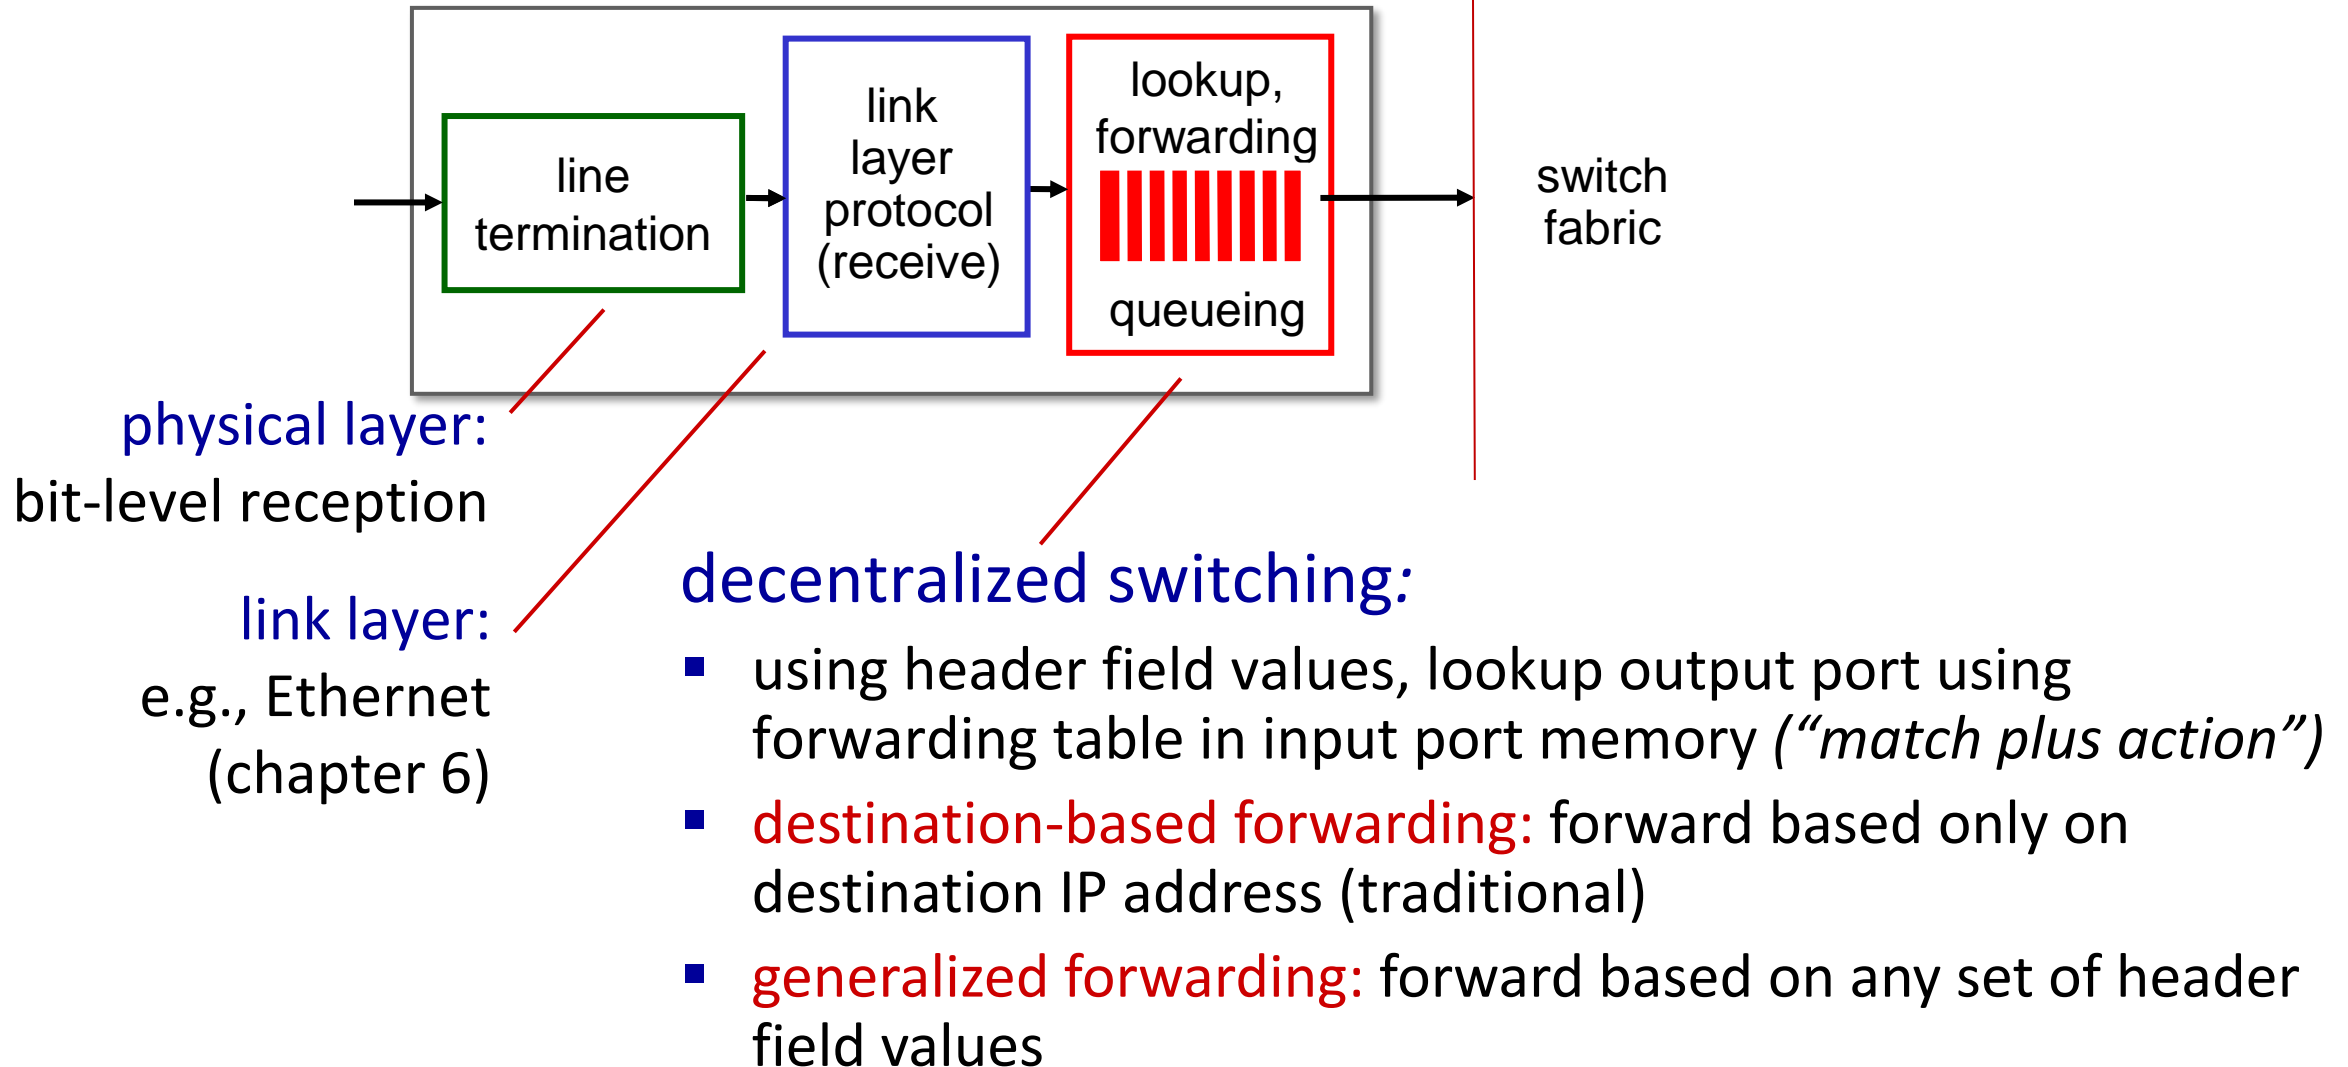 line
termination
link
layer
protocol
(receive)
lookup,
forwarding
queueing
switch
fabric
physical layer:
bit-level reception
link layer:
e.g., Ethernet
(chapter 6)
decentralized switching:
▪ using header field values, lookup output port using
forwarding table in input port memory (“match plus action”)
▪ destination-based forwarding: forward based only on
destination IP address (traditional)
▪ generalized forwarding: forward based on any set of header
field values